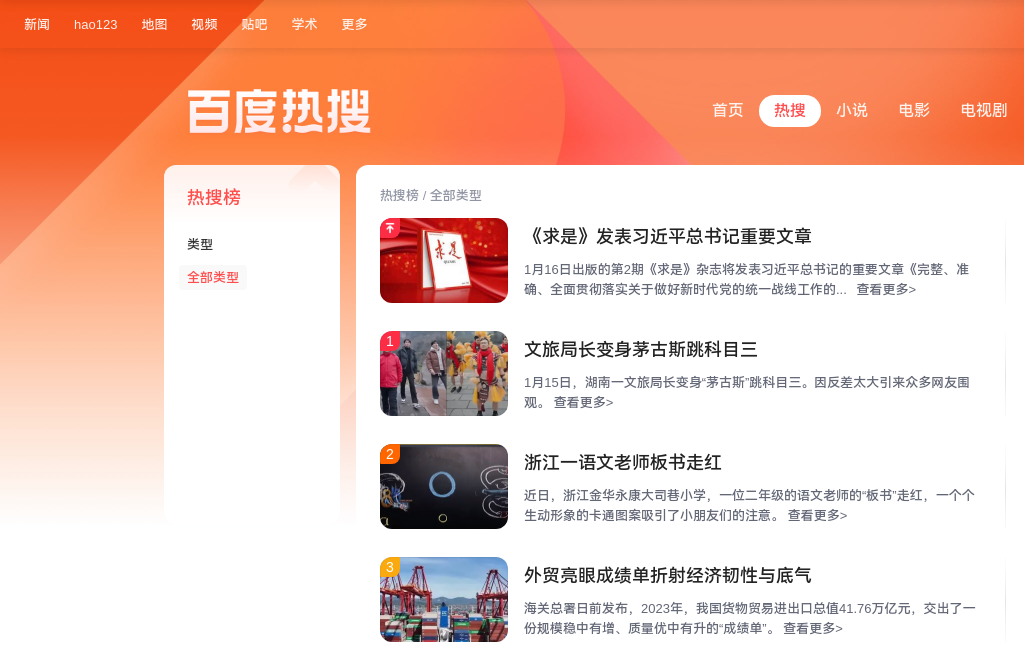 新闻 hao123 地图 视频 贴吧 学术 更多
百度热搜
首页 热搜 小说 电影 电视剧
热搜榜
类型
全部类型
热搜榜 / 全部类型
求是
《求是》发表习近平总书记重要文章
1月16日出版的第2期《求是》杂志将发表习近平总书记的重要文章《完整、准
确、全面贯彻落实关于做好新时代党的统一战线工作的... 查看更多>
1
文旅局长变身茅古斯跳科目三
1月15日，湖南一文旅局长变身“茅古斯”跳科目三。因反差太大引来众多网友围
观。 查看更多>
2
浙江一语文老师板书走红
近日，浙江金华永康大司巷小学，一位二年级的语文老师的“板书”走红，一个个
生动形象的卡通图案吸引了小朋友们的注意。 查看更多>
3
外贸亮眼成绩单折射经济韧性与底气
海关总署日前发布，2023年，我国货物贸易进出口总值41.76万亿元，交出了一
份规模稳中有增、质量优中有升的“成绩单”。 查看更多>